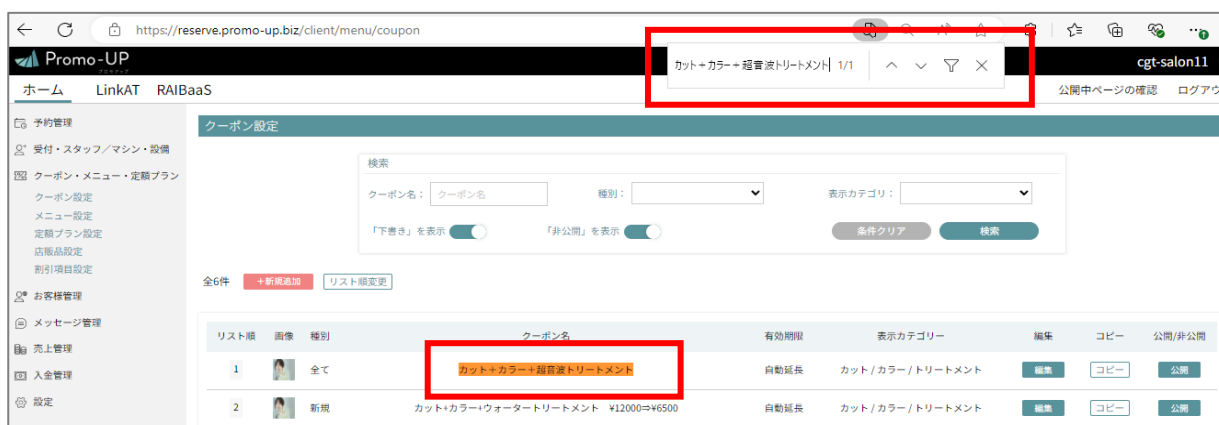 https://reserve.promo-up.biz/client/menu/coupon
カット＋カラー＋超音波トリートメント 1/1
Promo-UP
プロモアップ
cgt-salon11
ホーム LinkAT RAIBaaS 公開中ページの確認 ログアウ
予約管理
受付・スタッフ／マシン・設備
クーポン・メニュー・定額プラン
クーポン設定
メニュー設定
定額プラン設定
店販品設定
割引項目設定
お客様管理
メッセージ管理
売上管理
入金管理
設定
クーポン設定
検索
クーポン名： クーポン名 種別： 表示カテゴリ：
「下書き」を表示 「非公開」を表示 条件クリア 検索
全6件 ＋新規追加 リスト順変更
リスト順 画像 種別 クーポン名 有効期限 表示カテゴリー 編集 コピー 公開/非公開
1 全て カット＋カラー＋超音波トリートメント 自動延長 カット / カラー / トリートメント 編集 コピー 公開
2 新規 カット+カラー+ウォータートリートメント ¥12000⇒¥6500 自動延長 カット / カラー / トリートメント 編集 コピー 公開